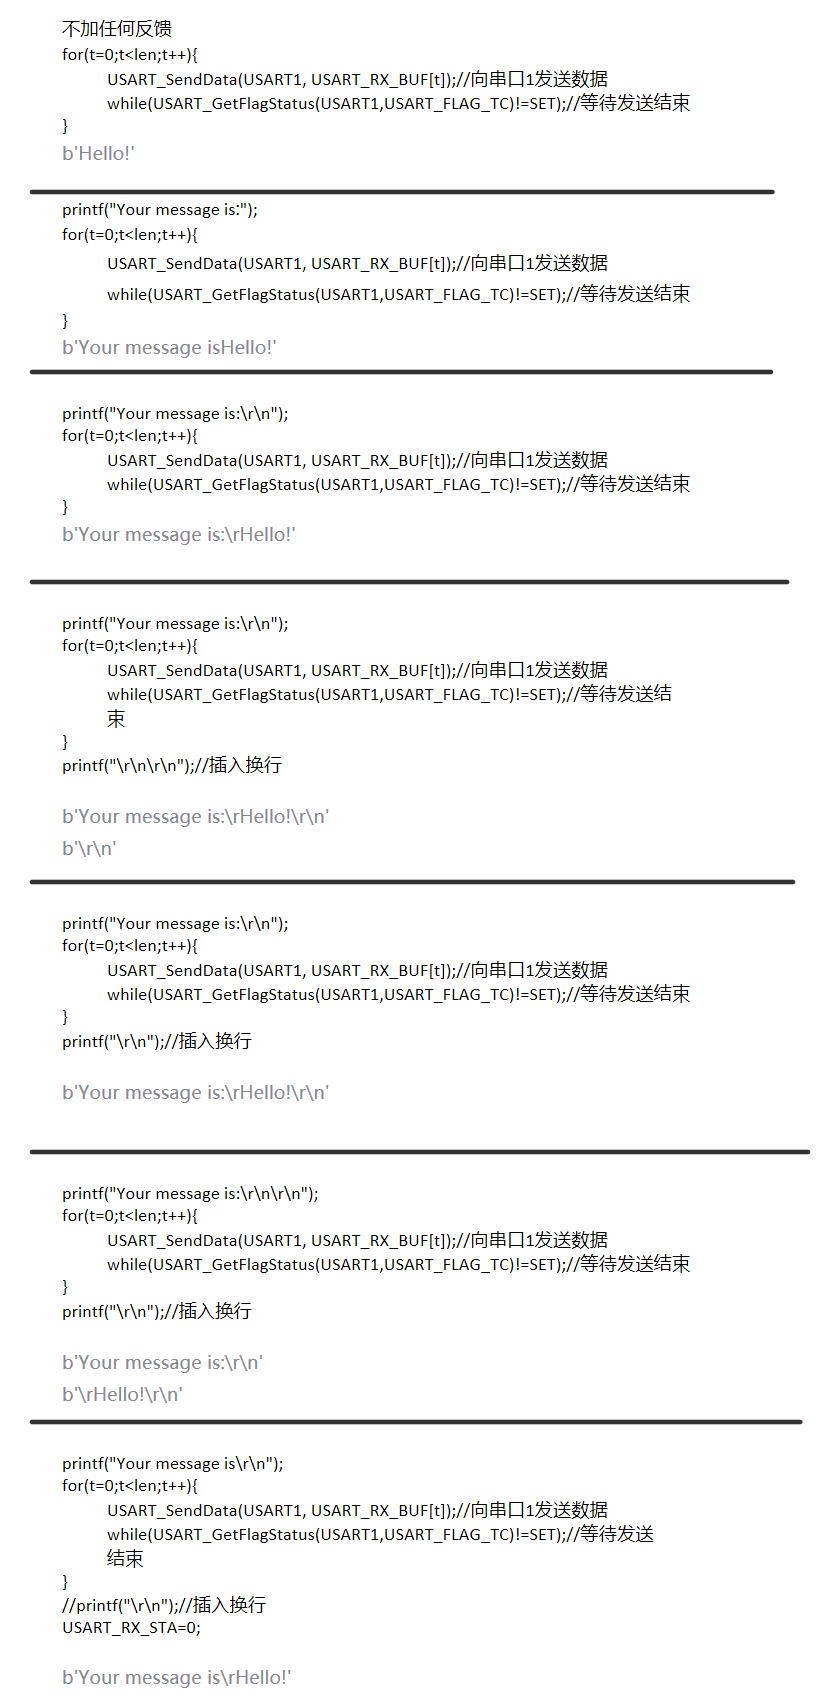 不加任何反馈
for(t=0;t<len;t++){
USART_SendData(USART1, USART_RX_BUF[t]);//向串口1发送数据
while(USART_GetFlagStatus(USART1,USART_FLAG_TC)!=SET);//等待发送结束
}
b'Hello!'
printf("Your message is:");
for(t=0;t<len;t++){
USART_SendData(USART1, USART_RX_BUF[t]);//向串口1发送数据
while(USART_GetFlagStatus(USART1,USART_FLAG_TC)!=SET);//等待发送结束
}
b'Your message isHello!'
printf("Your message is:\r\n");
for(t=0;t<len;t++){
USART_SendData(USART1, USART_RX_BUF[t]);//向串口1发送数据
while(USART_GetFlagStatus(USART1,USART_FLAG_TC)!=SET);//等待发送结束
}
b'Your message is:\rHello!'
printf("Your message is:\r\n");
for(t=0;t<len;t++){
USART_SendData(USART1, USART_RX_BUF[t]);//向串口1发送数据
while(USART_GetFlagStatus(USART1,USART_FLAG_TC)!=SET);//等待发送结
束
}
printf("\r\n\r\n");//插入换行
b'Your message is:\rHello!\r\n'
b'\r\n'
printf("Your message is:\r\n");
for(t=0;t<len;t++){
USART_SendData(USART1, USART_RX_BUF[t]);//向串口1发送数据
while(USART_GetFlagStatus(USART1,USART_FLAG_TC)!=SET);//等待发送结束
}
printf("\r\n");//插入换行
b'Your message is:\rHello!\r\n'
printf("Your message is:\r\n\r\n");
for(t=0;t<len;t++){
USART_SendData(USART1, USART_RX_BUF[t]);//向串口1发送数据
while(USART_GetFlagStatus(USART1,USART_FLAG_TC)!=SET);//等待发送结束
}
printf("\r\n");//插入换行
b'Your message is:\r\n'
b'\rHello!\r\n'
printf("Your message is\r\n");
for(t=0;t<len;t++){
USART_SendData(USART1, USART_RX_BUF[t]);//向串口1发送数据
while(USART_GetFlagStatus(USART1,USART_FLAG_TC)!=SET);//等待发送
结束
}
//printf("\r\n");//插入换行
USART_RX_STA=0;
b'Your message is\rHello!'